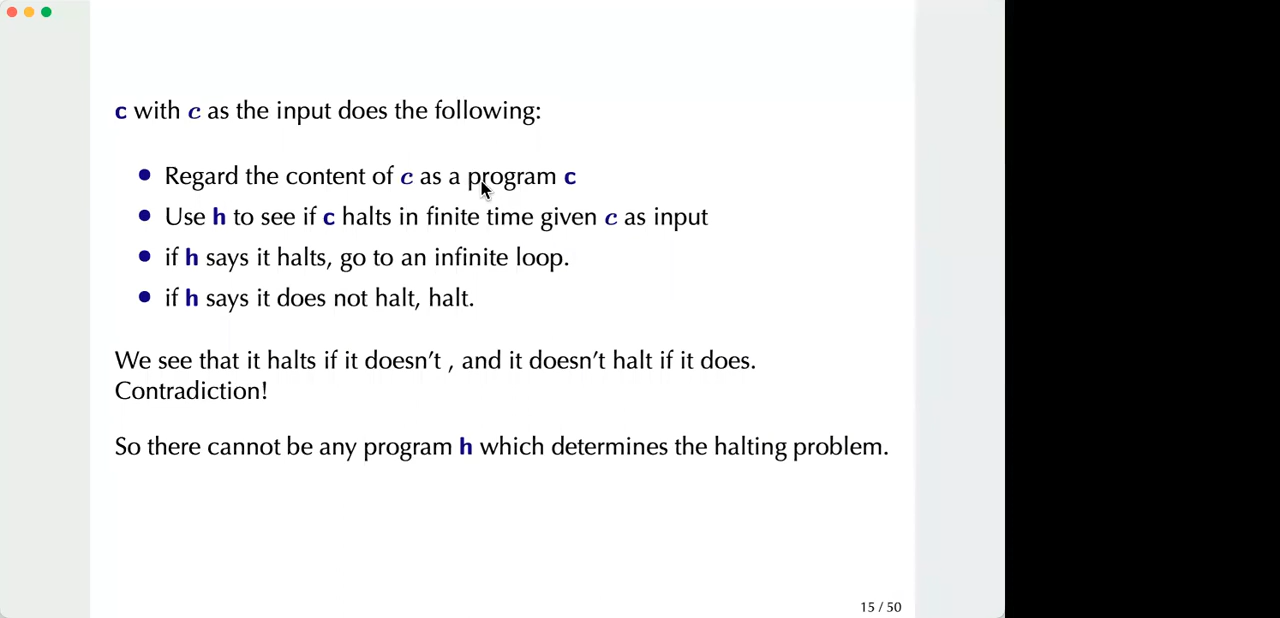 c with c as the input does the following:
• Regard the content of c as a program c
• Use h to see if c halts in finite time given c as input
• if h says it halts, go to an infinite loop.
• if h says it does not halt, halt.
We see that it halts if it doesn’t , and it doesn’t halt if it does.
Contradiction!
So there cannot be any program h which determines the halting problem.
15 / 50